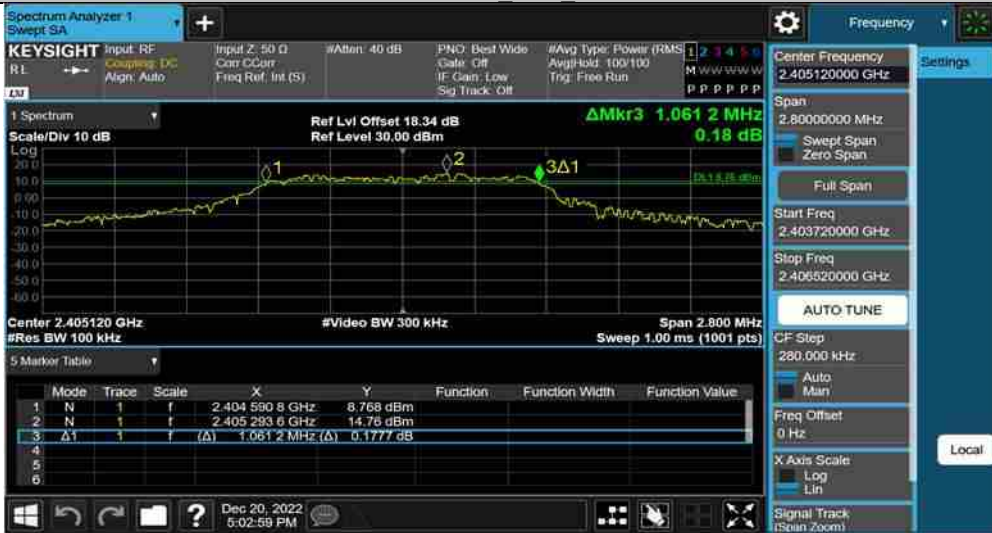 Spectrum Analyzer 1
Swept SA
+
Frequency
KEYSIGHT
Input: RF
Coupling: DC
Align: Auto
Input Z: 50 Ω
Corr CCorr
Freq Ref: Int (S)
#Atten: 40 dB
PNO: Best Wide
Gate: Off
IF Gain: Low
Sig Track: Off
#Avg Type: Power (RMS
Avg|Hold: 100/100
Trig: Free Run
1 2 3 4 5 6
M W W W W W
P P P P P P
RL
LXI
1 Spectrum
Scale/Div 10 dB
Ref Lvl Offset 18.34 dB
Ref Level 30.00 dBm
ΔMkr3 1.061 2 MHz
0.18 dB
Log
20.0
10.0
0.00
-10.0
-20.0
-30.0
-40.0
-50.0
-60.0
1
2
3Δ1
DL1 8.76 dBm
Center 2.405120 GHz
#Res BW 100 kHz
#Video BW 300 kHz
Span 2.800 MHz
Sweep 1.00 ms (1001 pts)
5 Marker Table
Mode Trace Scale X Y Function Function Width Function Value
1 N 1 f 2.404 590 8 GHz 8.768 dBm
2 N 1 f 2.405 293 6 GHz 14.76 dBm
3 Δ1 1 f (Δ) 1.061 2 MHz (Δ) 0.1777 dB
4
5
6
?
Dec 20, 2022
5:02:59 PM
Center Frequency
2.405120000 GHz
Span
2.80000000 MHz
Swept Span
Zero Span
Full Span
Start Freq
2.403720000 GHz
Stop Freq
2.406520000 GHz
AUTO TUNE
CF Step
280.000 kHz
Auto
Man
Freq Offset
0 Hz
X Axis Scale
Log
Lin
Signal Track
(Span Zoom)
Settings
Local